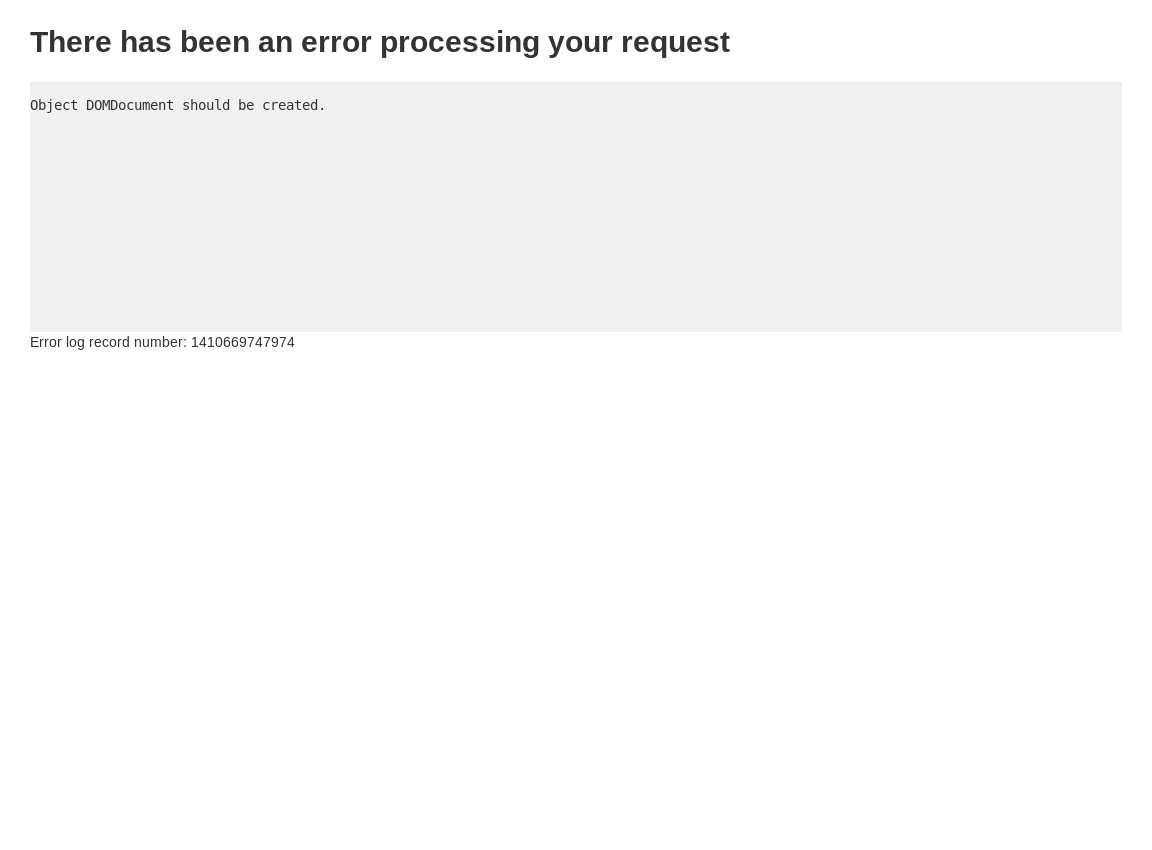 There has been an error processing your request
Object DOMDocument should be created.
Error log record number: 1410669747974